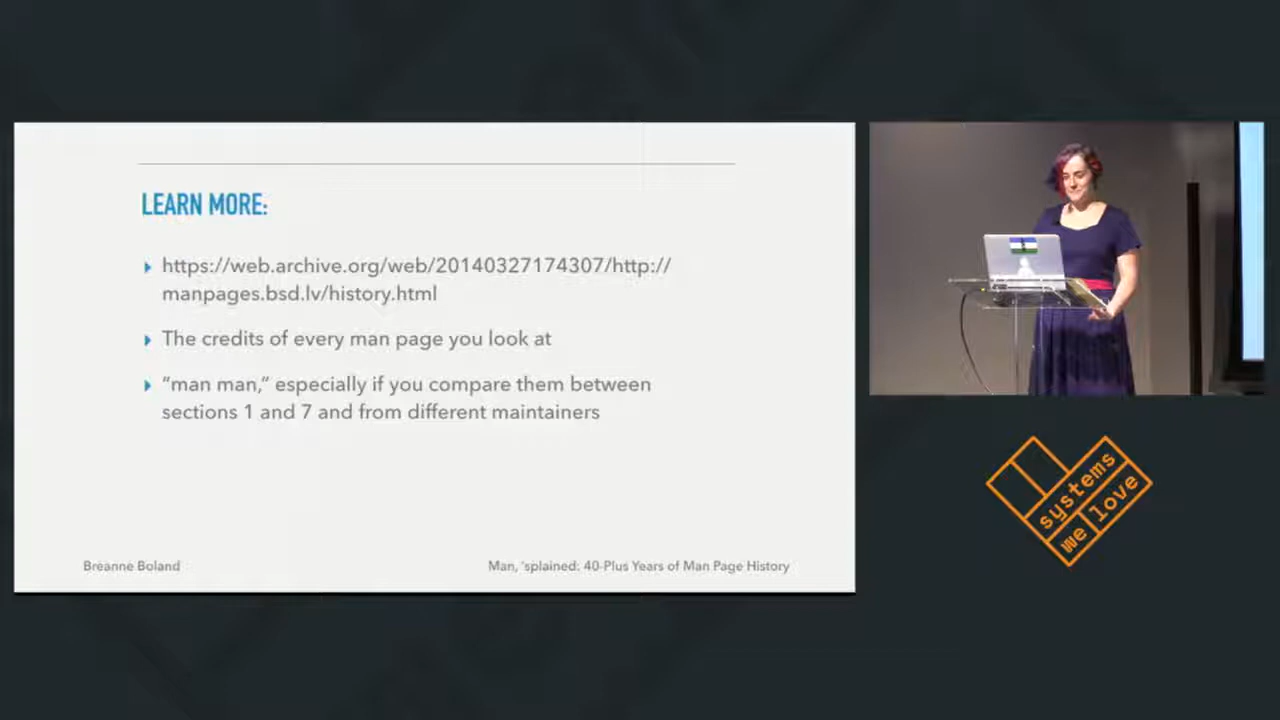 LEARN MORE:
https://web.archive.org/web/20140327174307/http://
manpages.bsd.lv/history.html
The credits of every man page you look at
“man man,” especially if you compare them between
sections 1 and 7 and from different maintainers
Breanne Boland
Man, ‘splained: 40-Plus Years of Man Page History
systems
we love